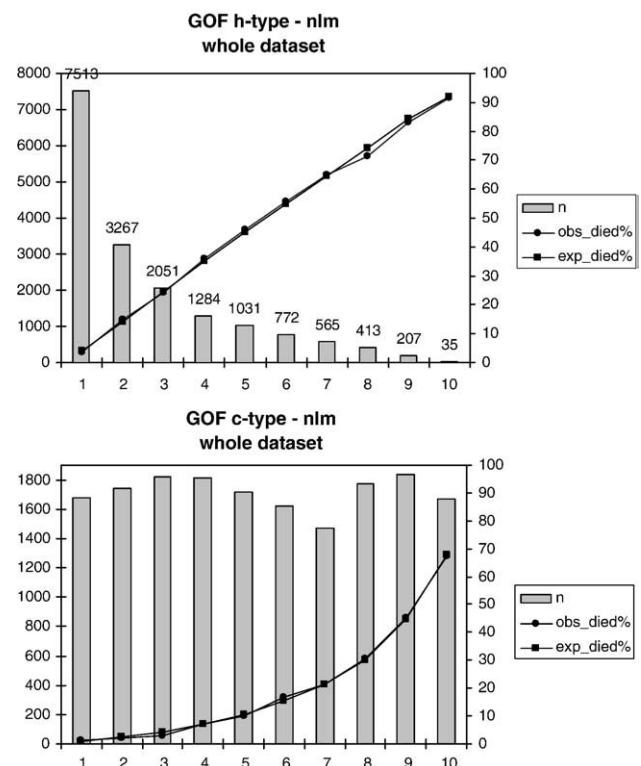 GOF h-type - nlm
whole dataset
8000 7513 100
7000 90
6000 80
5000 70
4000 60
3000 3267 50
2000 2051 40
1000 1284 1031 772 565 413 207 35 30
0 20
10
0
1 2 3 4 5 6 7 8 9 10
n
obs_died%
exp_died%
GOF c-type - nlm
whole dataset
1800 100
1600 90
1400 80
1200 70
1000 60
800 50
600 40
400 30
200 20
0 10
0
1 2 3 4 5 6 7 8 9 10
n
obs_died%
exp_died%